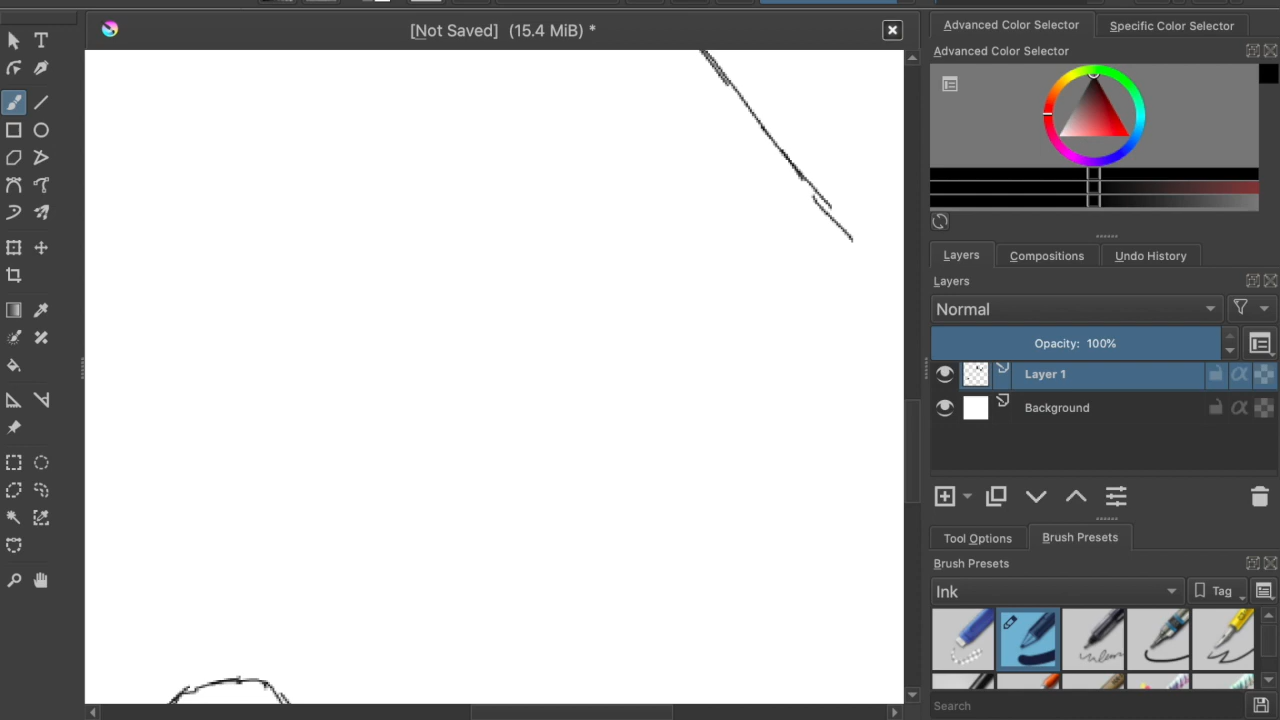 [Not Saved] (15.4 MiB) *
Advanced Color Selector
Specific Color Selector
Advanced Color Selector
Layers
Compositions
Undo History
Layers
Normal
Opacity: 100%
Layer 1
Background
Tool Options
Brush Presets
Brush Presets
Ink
Tag
Search